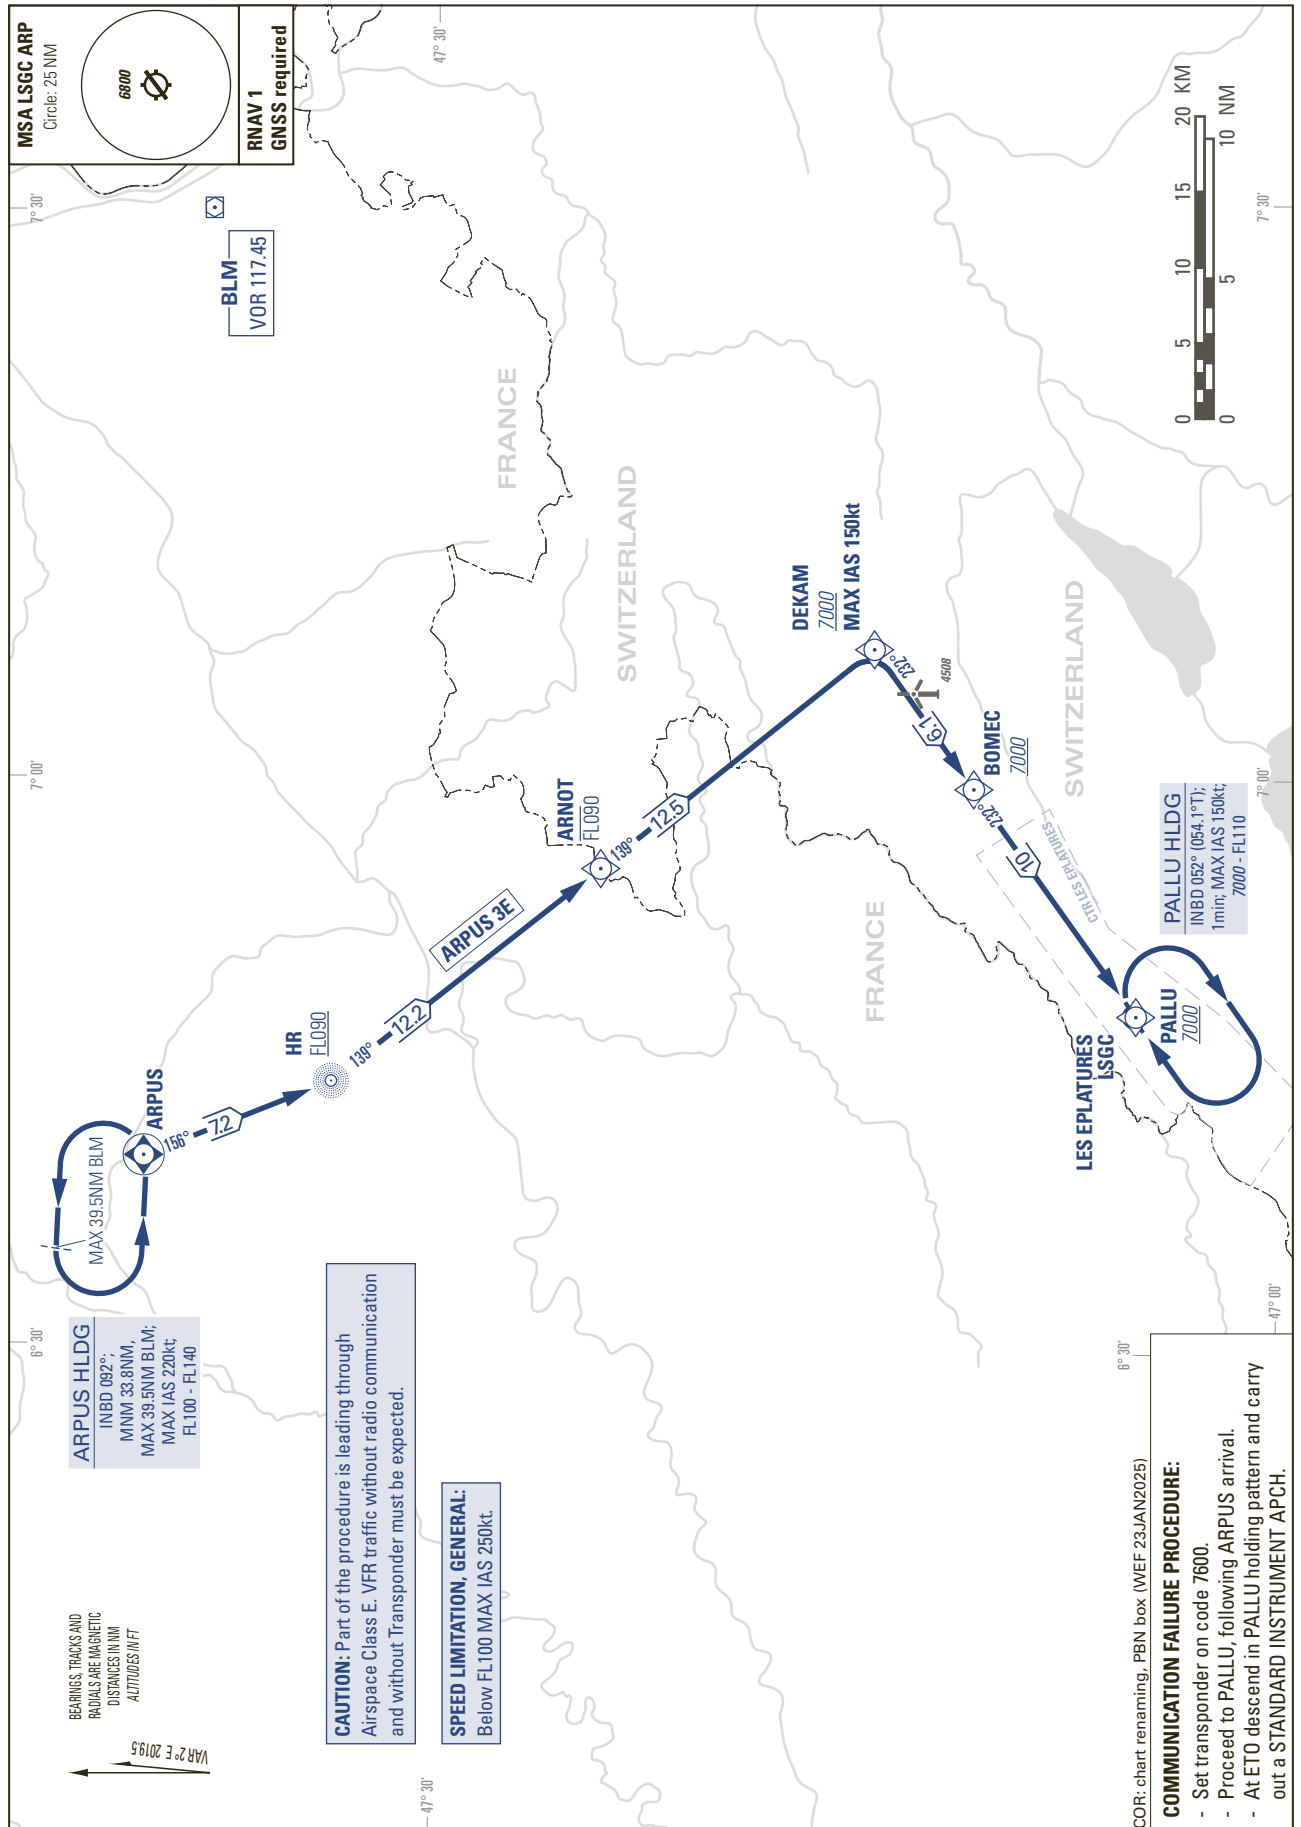 BEARINGS, TRACKS AND
RADIALS ARE MAGNETIC
DISTANCES IN NM
ALTITUDES IN FT
VAR 2° E 2019.5
6° 30'
7° 00'
7° 30'
MSA LSGC ARP
Circle: 25 NM
6800
RNAV 1
GNSS required
ARPUS HLDG
INBD 092°;
MNM 33.8NM,
MAX 39.5NM BLM;
MAX IAS 220kt;
FL100 - FL140
MAX 39.5NM BLM
ARPUS
156°
7.2
HR
FL090
139°
12.2
ARPUS 3E
BLM
VOR 117.45
CAUTION: Part of the procedure is leading through
Airspace Class E. VFR traffic without radio communication
and without Transponder must be expected.
SPEED LIMITATION, GENERAL:
Below FL100 MAX IAS 250kt.
47° 30'
47° 30'
FRANCE
SWITZERLAND
ARNOT
FL090
139°
12.5
DEKAM
7000
MAX IAS 150kt
232°
4508
6.1
BOMEC
7000
232°
10
FRANCE
SWITZERLAND
CTR LES EPLATURES
LES EPLATURES
LSGC
PALLU
7000
PALLU HLDG
INBD 052° (054.1°T);
1min; MAX IAS 150kt;
7000 - FL110
0 5 10 15 20 KM
0 5 10 NM
6° 30'
7° 00'
7° 30'
47° 00'
COR: chart renaming, PBN box (WEF 23JAN2025)
COMMUNICATION FAILURE PROCEDURE:
- Set transponder on code 7600.
- Proceed to PALLU, following ARPUS arrival.
- At ETO descend in PALLU holding pattern and carry
out a STANDARD INSTRUMENT APCH.